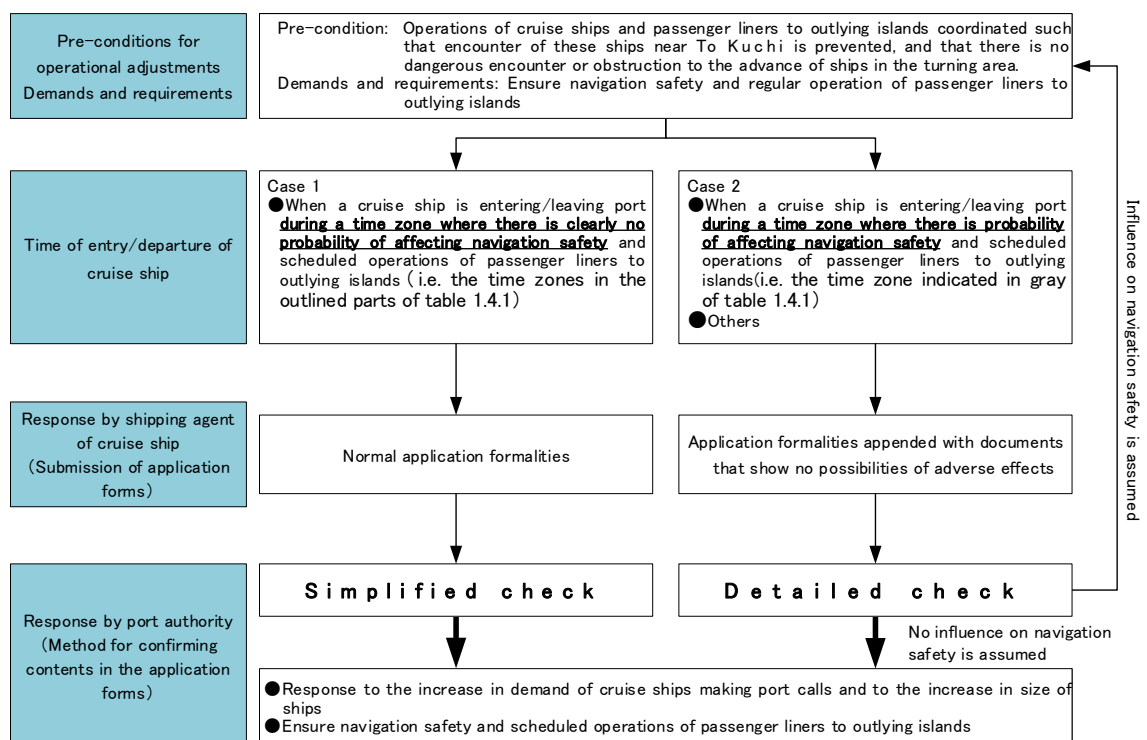 Pre-conditions for
operational adjustments
Demands and requirements
Pre-condition: Operations of cruise ships and passenger liners to outlying islands coordinated such
that encounter of these ships near To Kuchi is prevented, and that there is no
dangerous encounter or obstruction to the advance of ships in the turning area.
Demands and requirements: Ensure navigation safety and regular operation of passenger liners to
outlying islands
Time of entry/departure of
cruise ship
Case 1
●When a cruise ship is entering/leaving port
during a time zone where there is clearly no
probability of affecting navigation safety and
scheduled operations of passenger liners to
outlying islands (i.e. the time zones in the
outlined parts of table 1.4.1)
Case 2
●When a cruise ship is entering/leaving port
during a time zone where there is probability
of affecting navigation safety and scheduled
operations of passenger liners to outlying
islands(i.e. the time zone indicated in gray
of table 1.4.1)
●Others
Influence on navigation safety is assumed
Response by shipping agent
of cruise ship
(Submission of application
forms)
Normal application formalities
Application formalities appended with documents
that show no possibilities of adverse effects
Response by port authority
(Method for confirming
contents in the application
forms)
Simplified check
Detailed check
No influence on navigation
safety is assumed
●Response to the increase in demand of cruise ships making port calls and to the increase in size of
ships
●Ensure navigation safety and scheduled operations of passenger liners to outlying islands